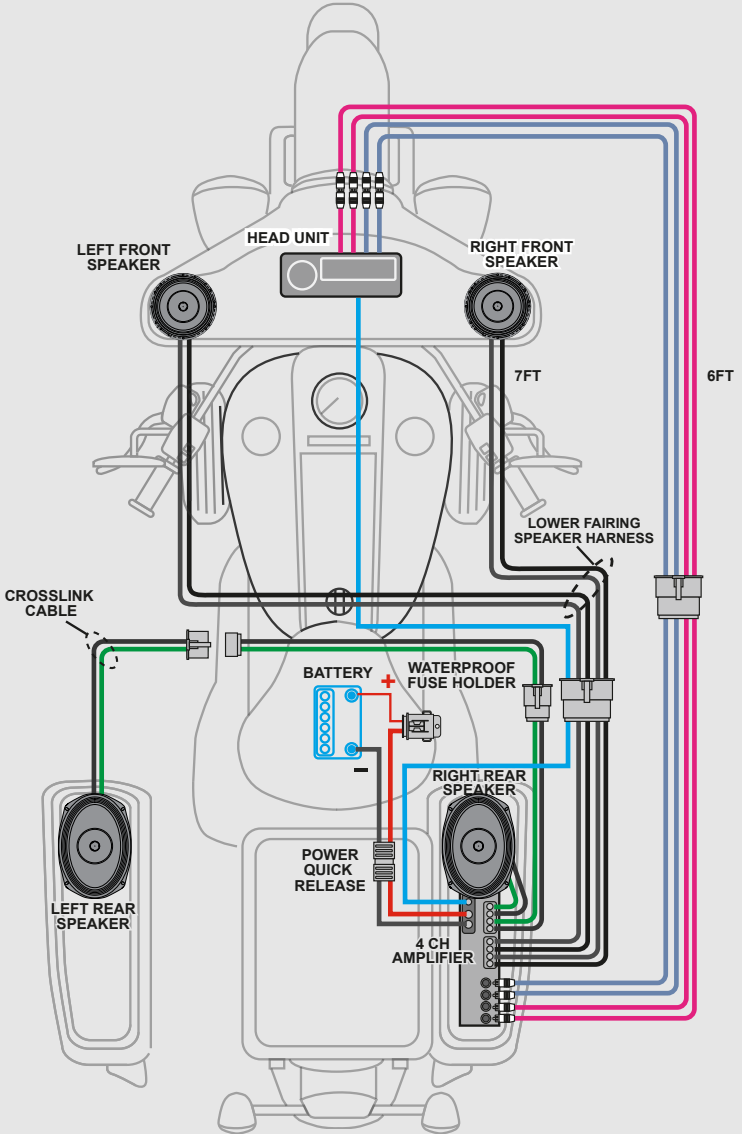 HEAD UNIT
LEFT FRONT
SPEAKER
RIGHT FRONT
SPEAKER
7FT
6FT
LOWER FAIRING
SPEAKER HARNESS
CROSSLINK
CABLE
BATTERY
+
WATERPROOF
FUSE HOLDER
–
RIGHT REAR
SPEAKER
POWER
QUICK
RELEASE
LEFT REAR
SPEAKER
4 CH
AMPLIFIER